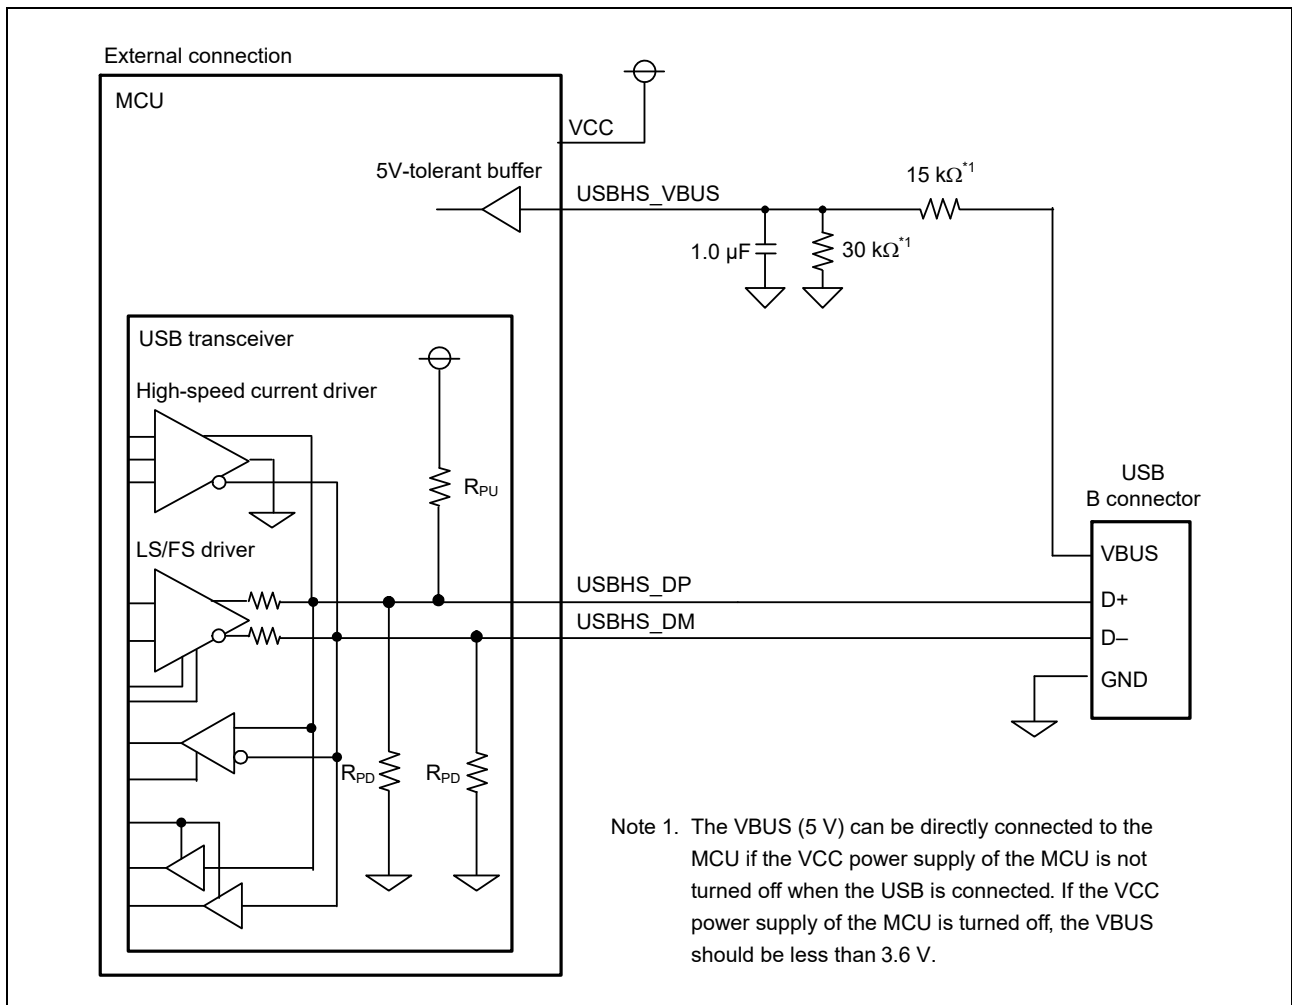 External connection
MCU
VCC
5V-tolerant buffer
USBHS_VBUS
15 kΩ*1
1.0 µF
30 kΩ*1
USB transceiver
High-speed current driver
RPU
USB
B connector
LS/FS driver
VBUS
USBHS_DP
D+
USBHS_DM
D–
GND
RPD
RPD
Note 1. The VBUS (5 V) can be directly connected to the
MCU if the VCC power supply of the MCU is not
turned off when the USB is connected. If the VCC
power supply of the MCU is turned off, the VBUS
should be less than 3.6 V.